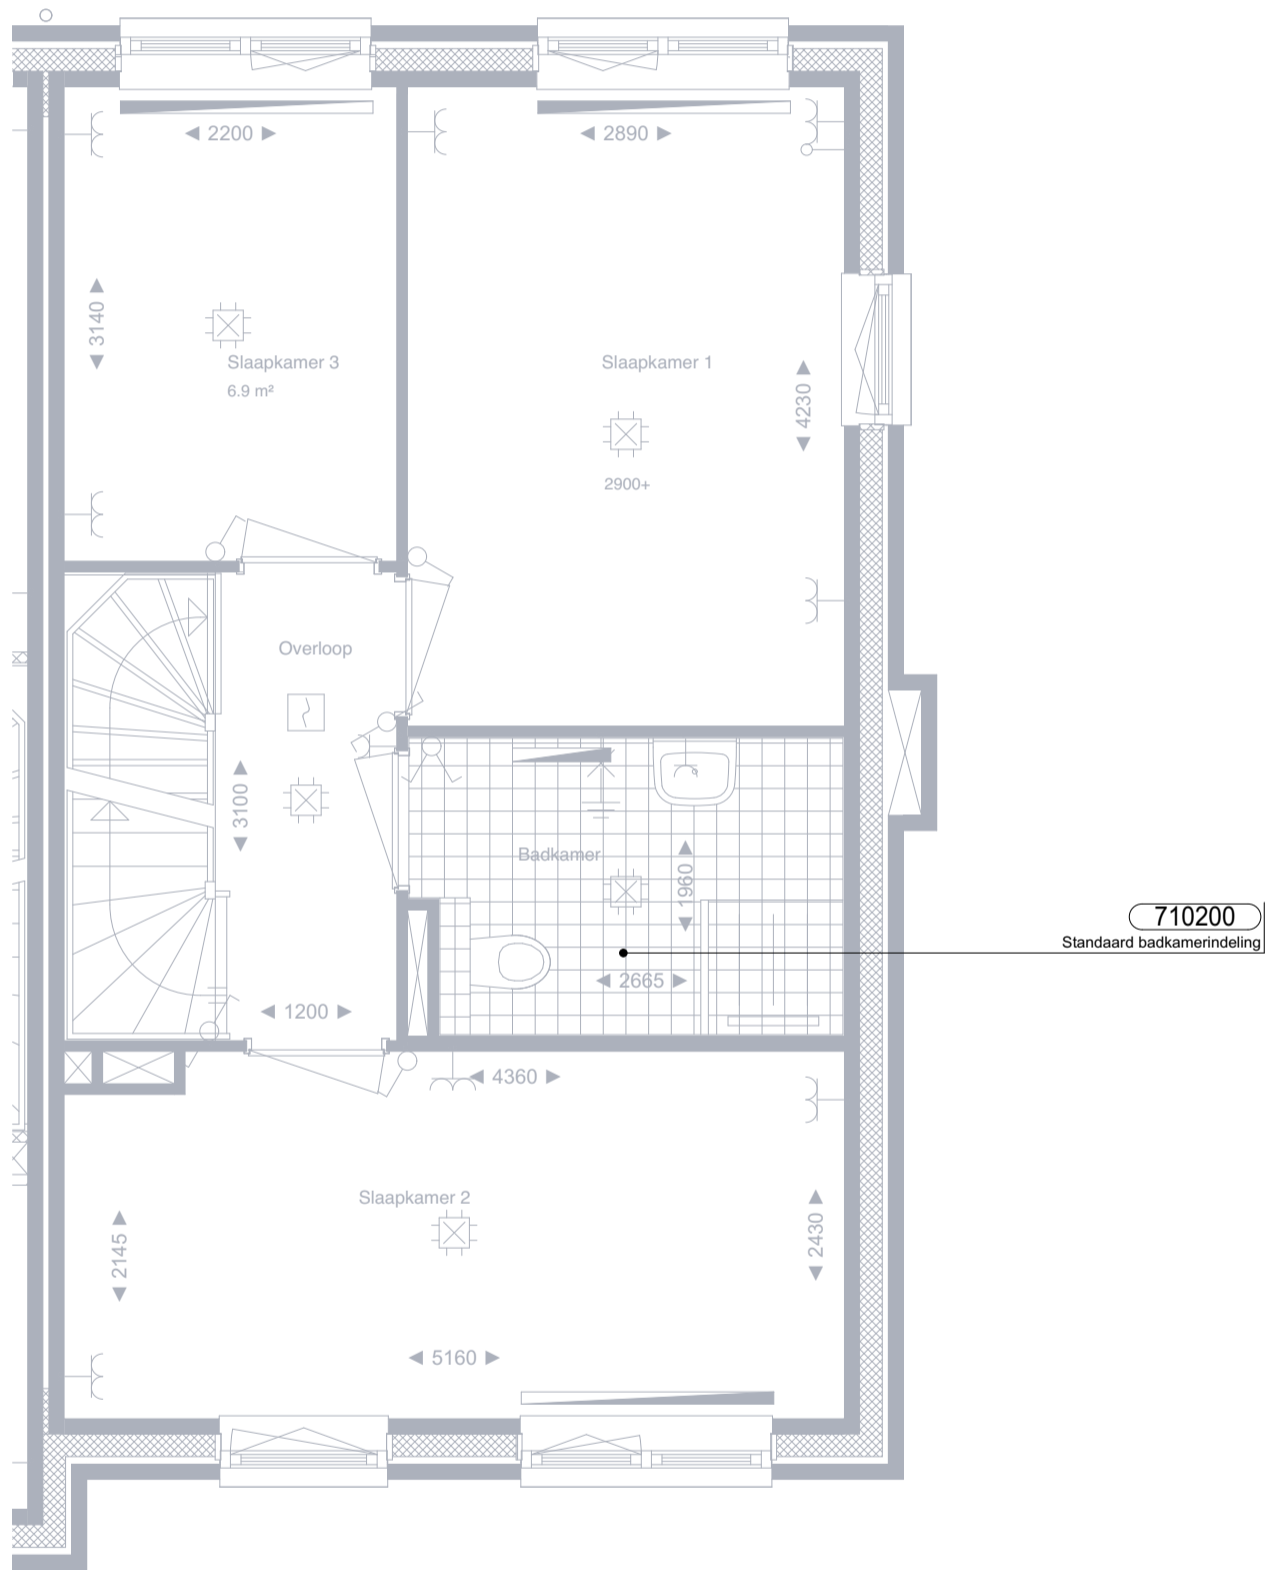 2200
2890
3140
Slaapkamer 3
6.9 m²
Slaapkamer 1
4230
2900+
Overloop
3100
Badkamer
1960
710200
Standaard badkamerindeling
2665
1200
4360
Slaapkamer 2
2145
2430
5160